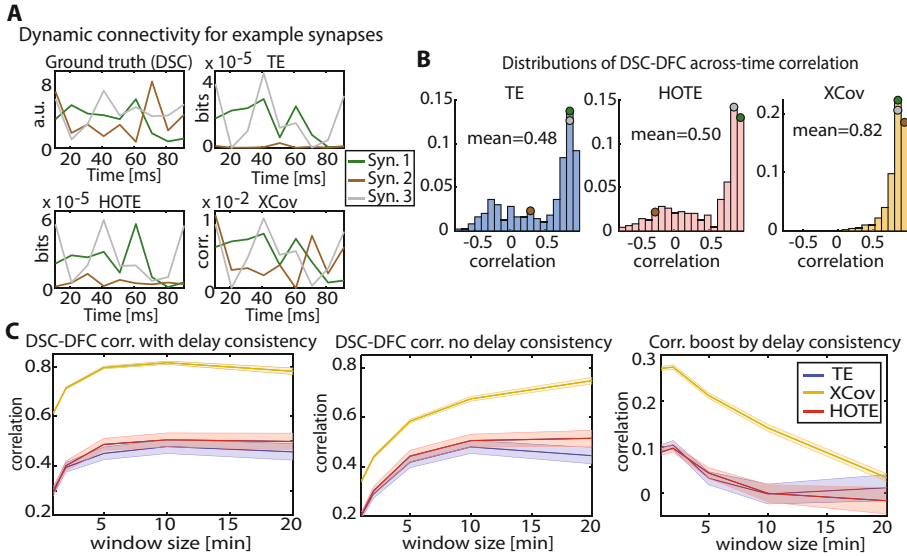 A
Dynamic connectivity for example synapses
Ground truth (DSC)
8
4
0
a.u.
20 40 60 80
Time [ms]
x 10^-5 TE
4
2
0
bits
20 40 60 80
Time [ms]
Syn. 1
Syn. 2
Syn. 3
x 10^-5 HOTE
6
3
0
bits
20 40 60 80
Time [ms]
x 10^-2 XCov
1
0
corr.
20 40 60 80
Time [ms]
B
Distributions of DSC-DFC across-time correlation
TE
mean=0.48
0.15
0.1
0.05
0
-0.5 0 0.5
correlation
HOTE
mean=0.50
0.15
0.1
0.05
0
-0.5 0 0.5
correlation
XCov
mean=0.82
0.2
0.1
0
-0.5 0 0.5
correlation
C
DSC-DFC corr. with delay consistency
0.8
0.6
0.4
0.2
correlation
5 10 15 20
window size [min]
DSC-DFC corr. no delay consistency
0.8
0.6
0.4
0.2
correlation
5 10 15 20
window size [min]
Corr. boost by delay consistency
0.3
0.2
0.1
0
correlation
5 10 15 20
window size [min]
TE
XCov
HOTE